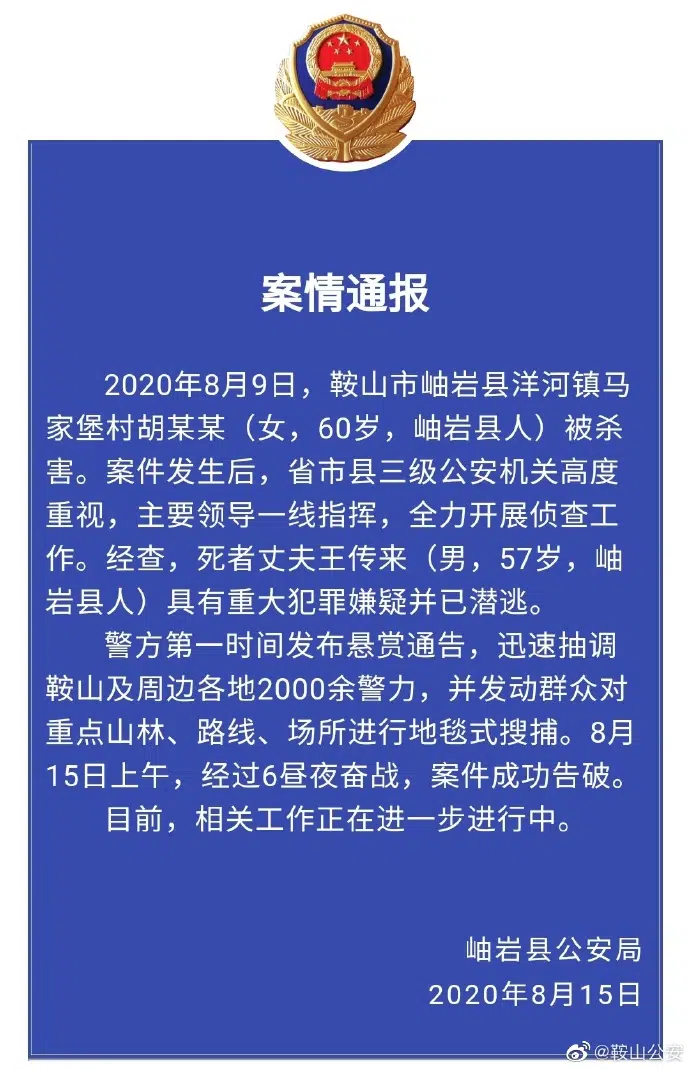 案情通报
2020年8月9日，鞍山市岫岩县洋河镇马
家堡村胡某某（女，60岁，岫岩县人）被杀
害。案件发生后，省市县三级公安机关高度
重视，主要领导一线指挥，全力开展侦查工
作。经查，死者丈夫王传来（男，57岁，岫
岩县人）具有重大犯罪嫌疑并已潜逃。
警方第一时间发布悬赏通告，迅速抽调
鞍山及周边各地2000余警力，并发动群众对
重点山林、路线、场所进行地毯式搜捕。8月
15日上午，经过6昼夜奋战，案件成功告破。
目前，相关工作正在进一步进行中。
岫岩县公安局
2020年8月15日
@鞍山公安